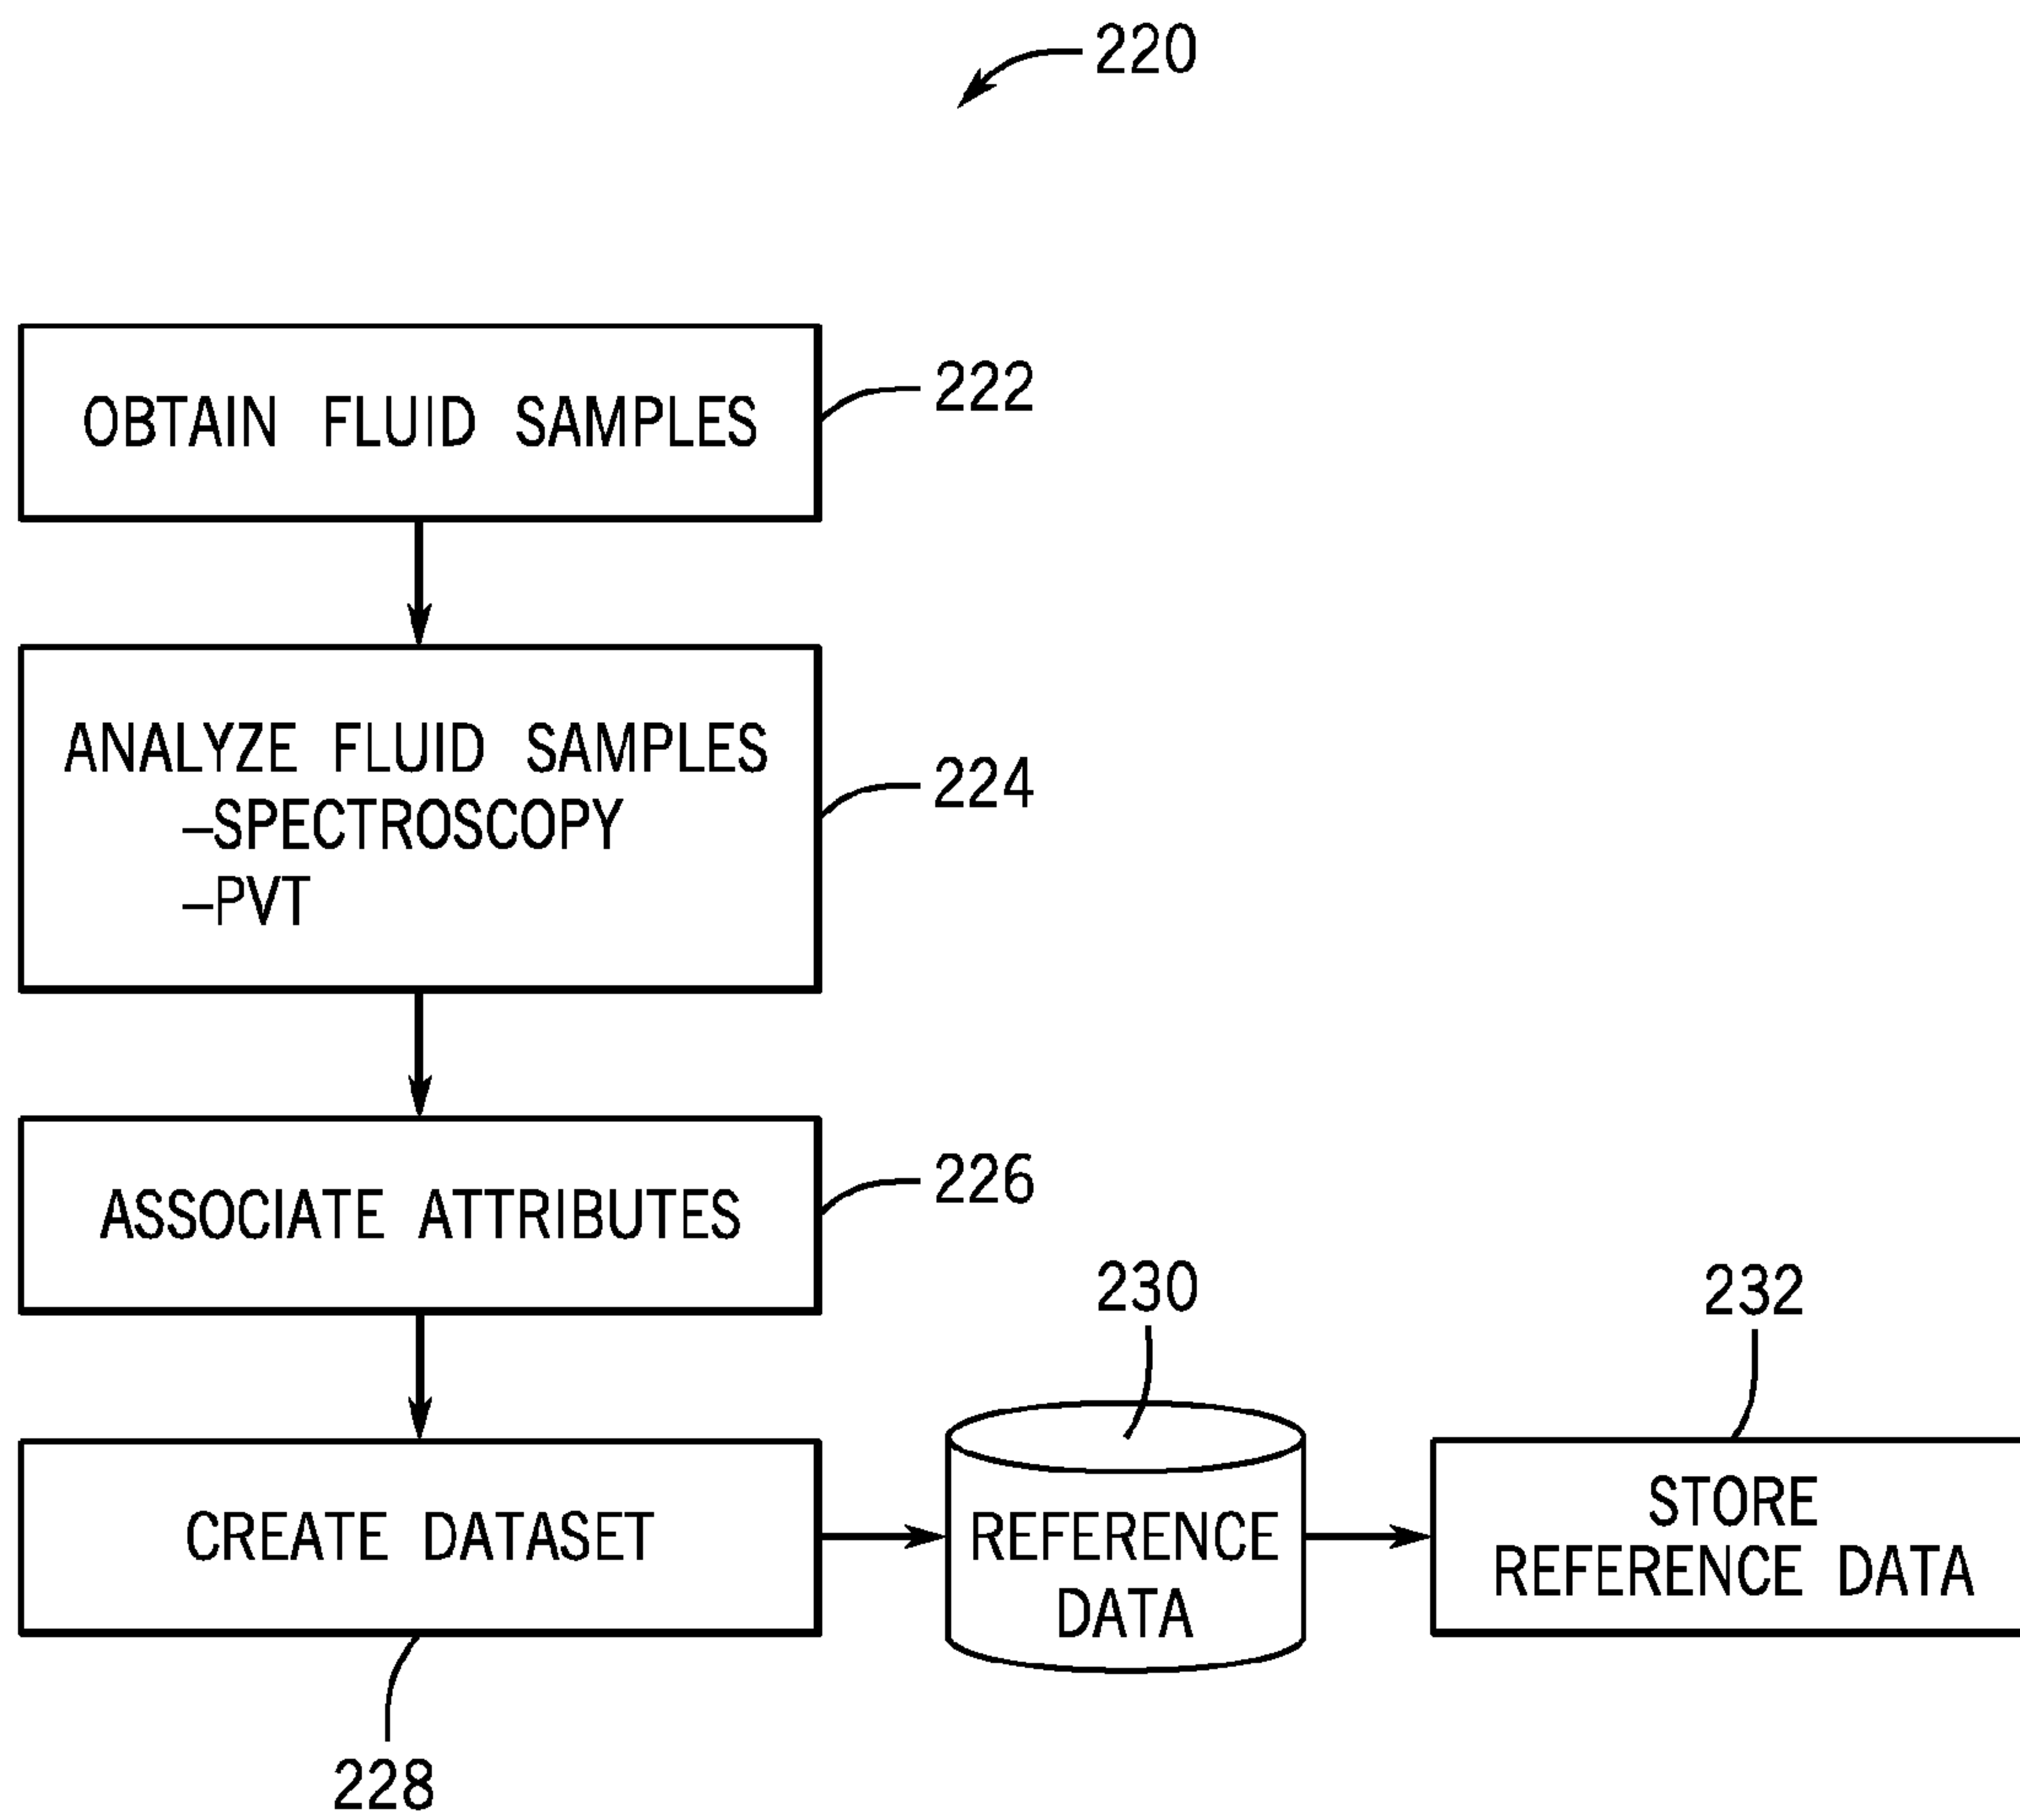 220
OBTAIN FLUID SAMPLES
222
ANALYZE FLUID SAMPLES
–SPECTROSCOPY
–PVT
224
ASSOCIATE ATTRIBUTES
226
CREATE DATASET
228
230
REFERENCE
DATA
232
STORE
REFERENCE DATA